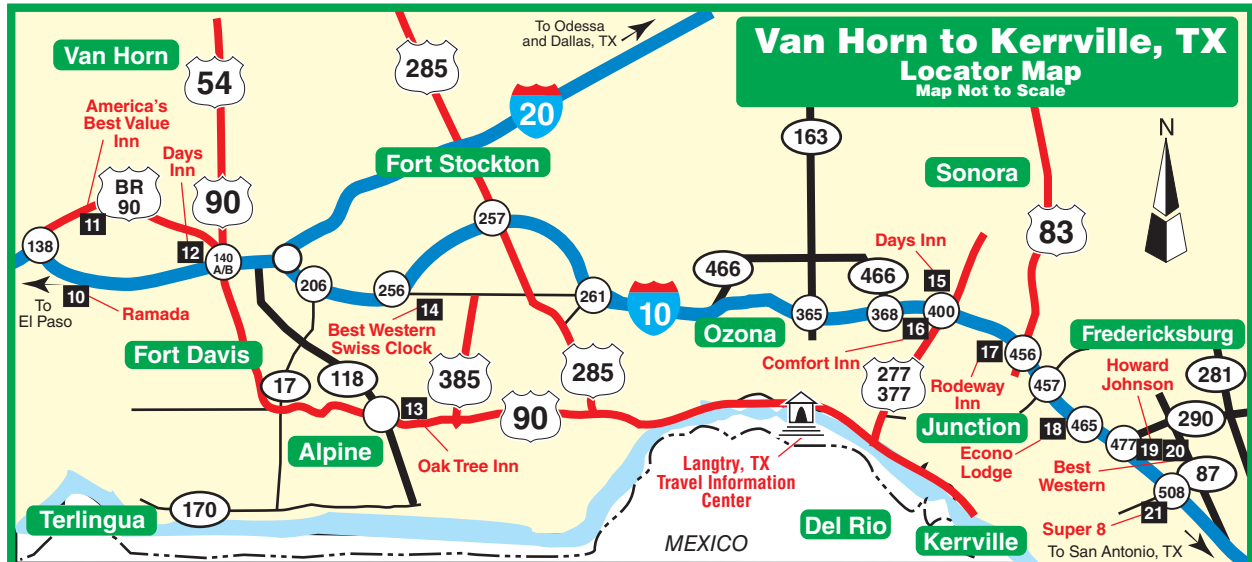 Van Horn to Kerrville, TX
Locator Map
Map Not to Scale
To Odessa
and Dallas, TX
Van Horn
54
285
20
163
N
America's
Best Value
Inn
Days
Inn
Fort Stockton
Sonora
BR
90
90
11
257
83
138
12
140
A/B
Days Inn
466
466
15
206
256
261
10
To
El Paso
10
Ramada
14
Best Western
Swiss Clock
365
368
400
Ozona
16
Comfort Inn
17
456
Fredericksburg
Fort Davis
17
118
385
285
277
377
Rodeway
Inn
457
Howard
Johnson
281
13
90
Junction
18
465
290
Alpine
Oak Tree Inn
Langtry, TX
Travel Information
Center
Econo
Lodge
477
19
20
Best
Western
87
508
170
Terlingua
Del Rio
Kerrville
Super 8
21
MEXICO
To San Antonio, TX